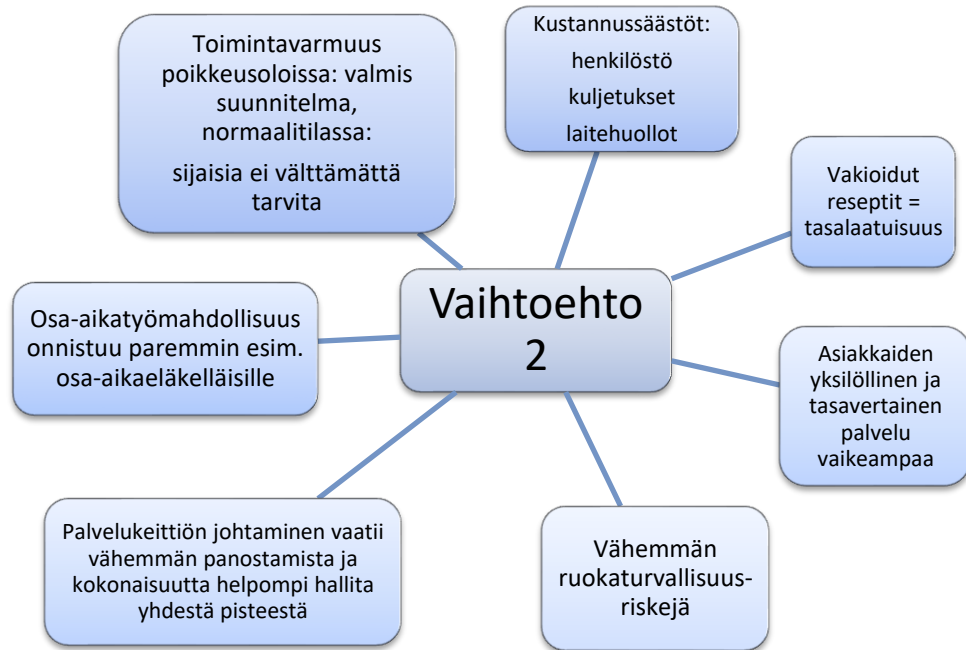 Toimintavarmuus
poikkeusoloissa: valmis
suunnitelma,
normaalitilassa:
sijaisia ei välttämättä
tarvita
Kustannussäästöt:
henkilöstö
kuljetukset
laitehuollot
Vakioidut
reseptit =
tasalaatuisuus
Vaihtoehto
2
Osa-aikatyömahdollisuus
onnistuu paremmin esim.
osa-aikaeläkelläisille
Asiakkaiden
yksilöllinen ja
tasavertainen
palvelu
vaikeampaa
Palvelukeittiön johtaminen vaatii
vähemmän panostamista ja
kokonaisuutta helpompi hallita
yhdestä pisteestä
Vähemmän
ruokaturvallisuus-
riskejä